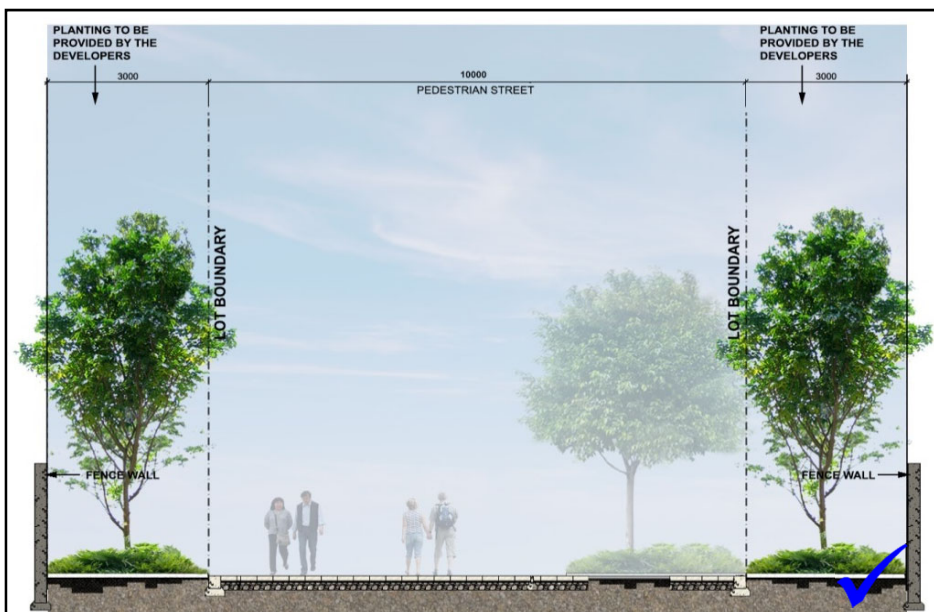 PLANTING TO BE
PROVIDED BY THE
DEVELOPERS
PLANTING TO BE
PROVIDED BY THE
DEVELOPERS
3000
10000
3000
PEDESTRIAN STREET
LOT BOUNDARY
LOT BOUNDARY
FENCE WALL
FENCE WALL